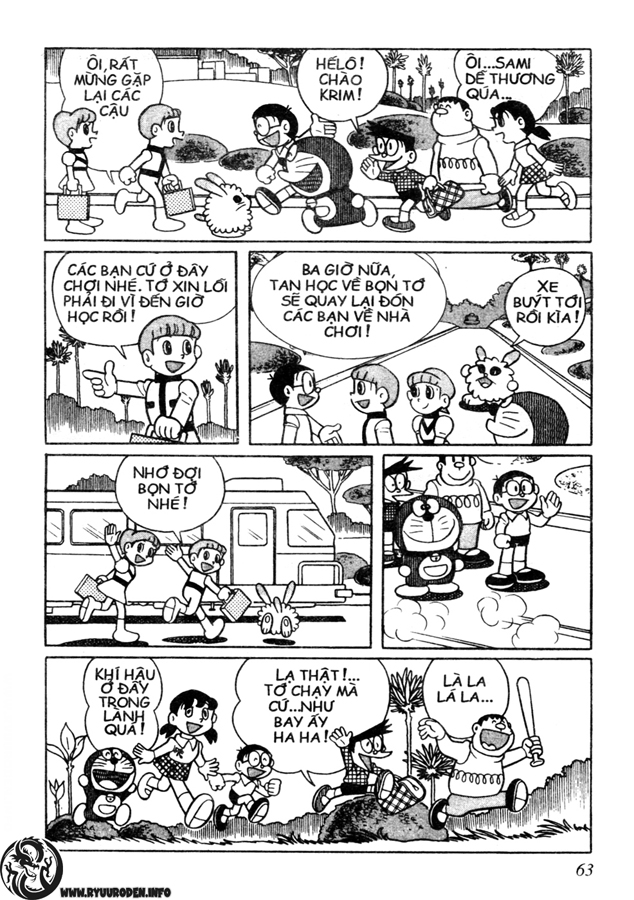 ÔI, RẤT
MỪNG GẶP
LẠI CÁC
CẬU
HÉLÔ!
CHÀO
KRIM!
ÔI...SAMI
DỄ THƯƠNG
QÚA...
CÁC BẠN CỨ Ở ĐÂY
CHƠI NHÉ. TỚ XIN LỖI
PHẢI ĐI VÌ ĐẾN GIỜ
HỌC RỒI!
BA GIỜ NỮA,
TAN HỌC VỀ BỌN TỚ
SẼ QUAY LẠI ĐÓN
CÁC BẠN VỀ NHÀ
CHƠI!
XE
BUÝT TỚI
RỒI KÌA!
NHỚ ĐỢI
BỌN TỚ
NHÉ!
KHÍ HẬU
Ở ĐÂY
TRONG
LÀNH
QUÁ!
LẠ THẬT!...
TỚ CHẠY MÀ
CỨ...NHƯ
BAY ẤY
HA HA!
LÀ LA
LÁ LA...
63
WWW.RYUURODEN.INFO